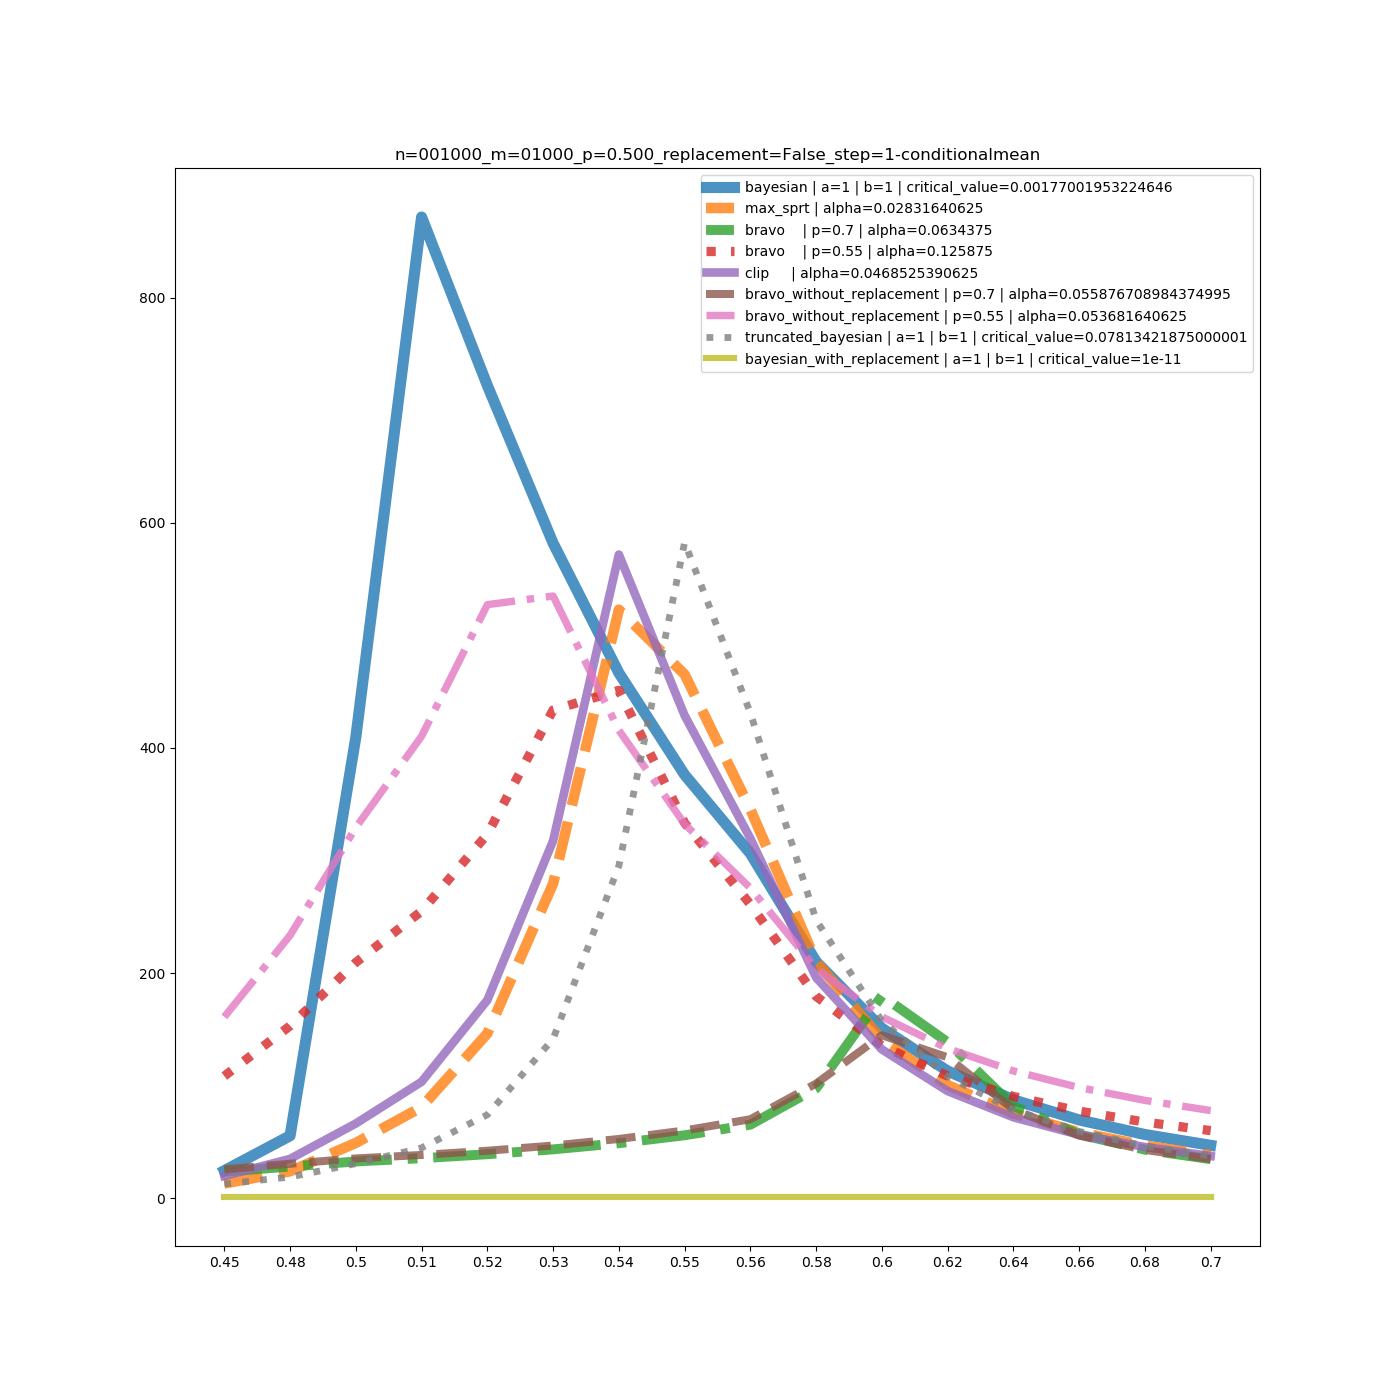 n=001000_m=01000_p=0.500_replacement=False_step=1-conditionalmean
bayesian | a=1 | b=1 | critical_value=0.00177001953224646
max_sprt | alpha=0.02831640625
bravo    | p=0.7 | alpha=0.0634375
bravo    | p=0.55 | alpha=0.125875
clip     | alpha=0.0468525390625
bravo_without_replacement | p=0.7 | alpha=0.055876708984374995
bravo_without_replacement | p=0.55 | alpha=0.053681640625
truncated_bayesian | a=1 | b=1 | critical_value=0.07813421875000001
bayesian_with_replacement | a=1 | b=1 | critical_value=1e-11
800
600
400
200
0
0.45 0.48 0.5 0.51 0.52 0.53 0.54 0.55 0.56 0.58 0.6 0.62 0.64 0.66 0.68 0.7